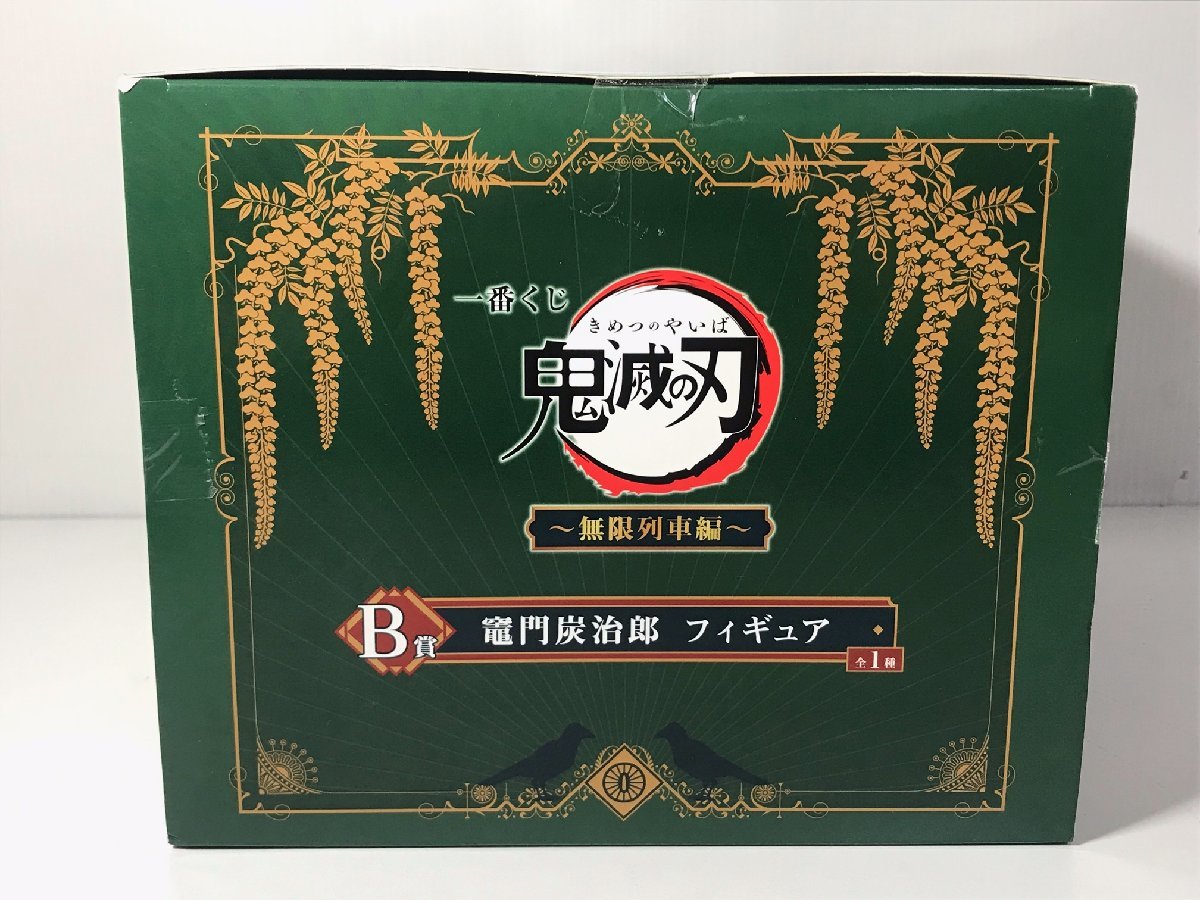 一番くじ
きめつのやいば
鬼滅の刃
～無限列車編～
B賞 竈門炭治郎 フィギュア
全1種